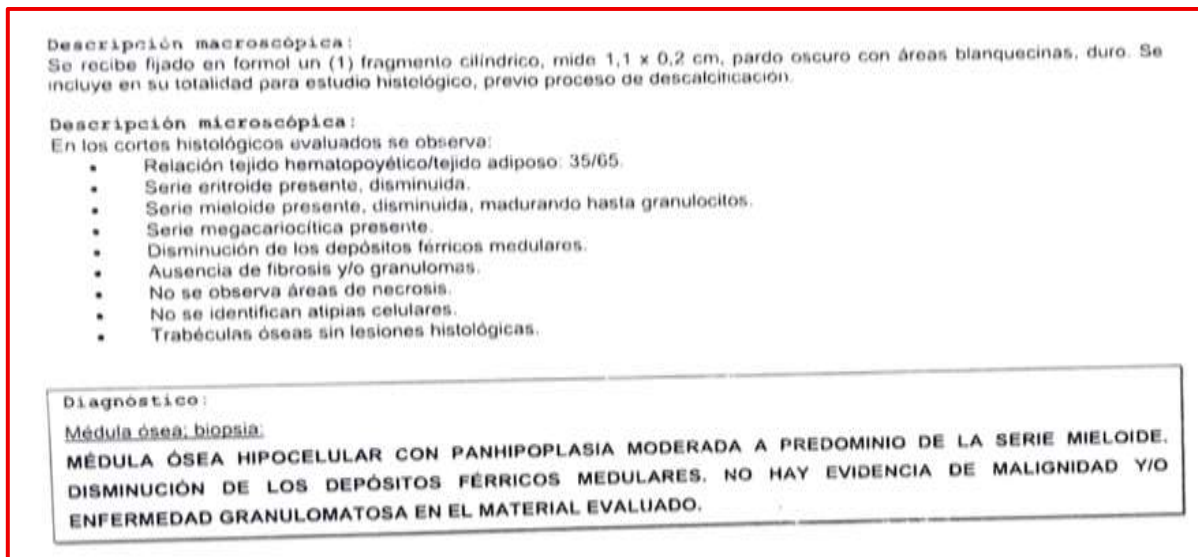 Descripción macroscópica:
Se recibe fijado en formol un (1) fragmento cilíndrico, mide 1,1 x 0,2 cm, pardo oscuro con áreas blanquecinas, duro. Se
incluye en su totalidad para estudio histológico, previo proceso de descalcificación.
Descripción microscópica:
En los cortes histológicos evaluados se observa:
• Relación tejido hematopoyético/tejido adiposo: 35/65.
• Serie eritroide presente, disminuida.
• Serie mieloide presente, disminuida, madurando hasta granulocitos.
• Serie megacariocítica presente.
• Disminución de los depósitos férricos medulares.
• Ausencia de fibrosis y/o granulomas.
• No se observa áreas de necrosis.
• No se identifican atipias celulares.
• Trabéculas óseas sin lesiones histológicas.
Diagnóstico:
Médula ósea; biopsia:
MÉDULA ÓSEA HIPOCELULAR CON PANHIPOPLASIA MODERADA A PREDOMINIO DE LA SERIE MIELOIDE.
DISMINUCIÓN DE LOS DEPÓSITOS FÉRRICOS MEDULARES. NO HAY EVIDENCIA DE MALIGNIDAD Y/O
ENFERMEDAD GRANULOMATOSA EN EL MATERIAL EVALUADO.